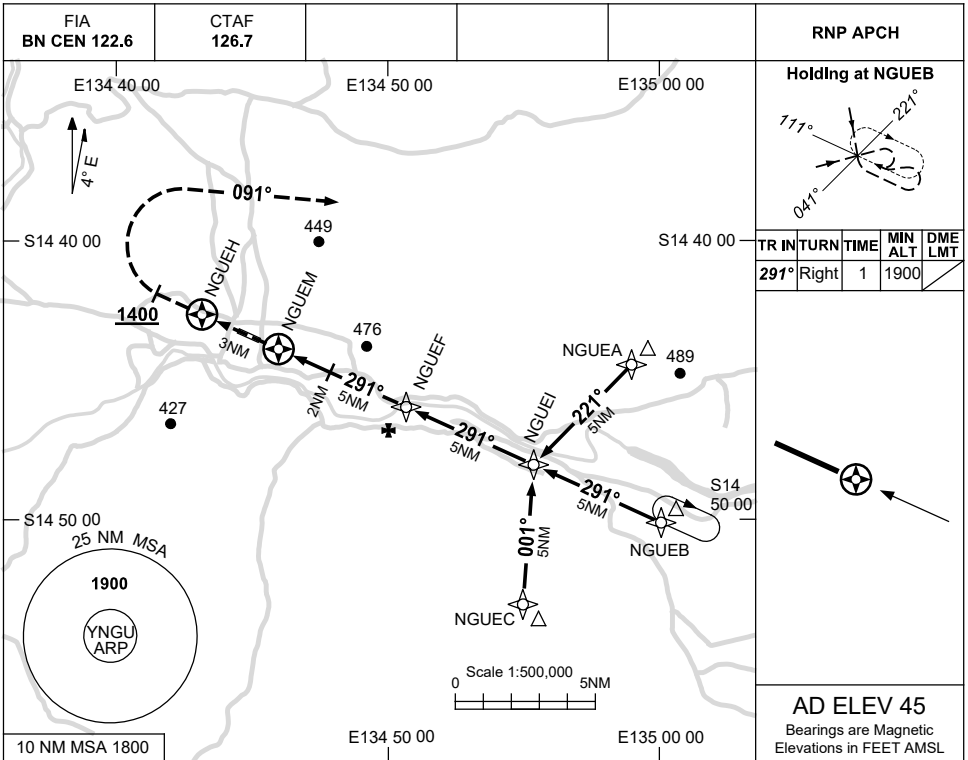 FIA
BN CEN 122.6
CTAF
126.7
RNP APCH
E134 40 00
E134 50 00
E135 00 00
4° E
091°
449
S14 40 00
S14 40 00
NGUEH
NGUEM
1400
3NM
476
NGUEF
NGUEA
489
427
2NM
291°
5NM
NGUEI
221°
5NM
291°
5NM
291°
5NM
S14
50 00
S14 50 00
001°
5NM
NGUEB
NGUEC
25 NM MSA
1900
YNGU
ARP
Scale 1:500,000
0
5NM
10 NM MSA 1800
E134 50 00
E135 00 00
Holding at NGUEB
111°
221°
041°
TR IN TURN TIME MIN ALT DME LMT
291° Right 1 1900
AD ELEV 45
Bearings are Magnetic
Elevations in FEET AMSL